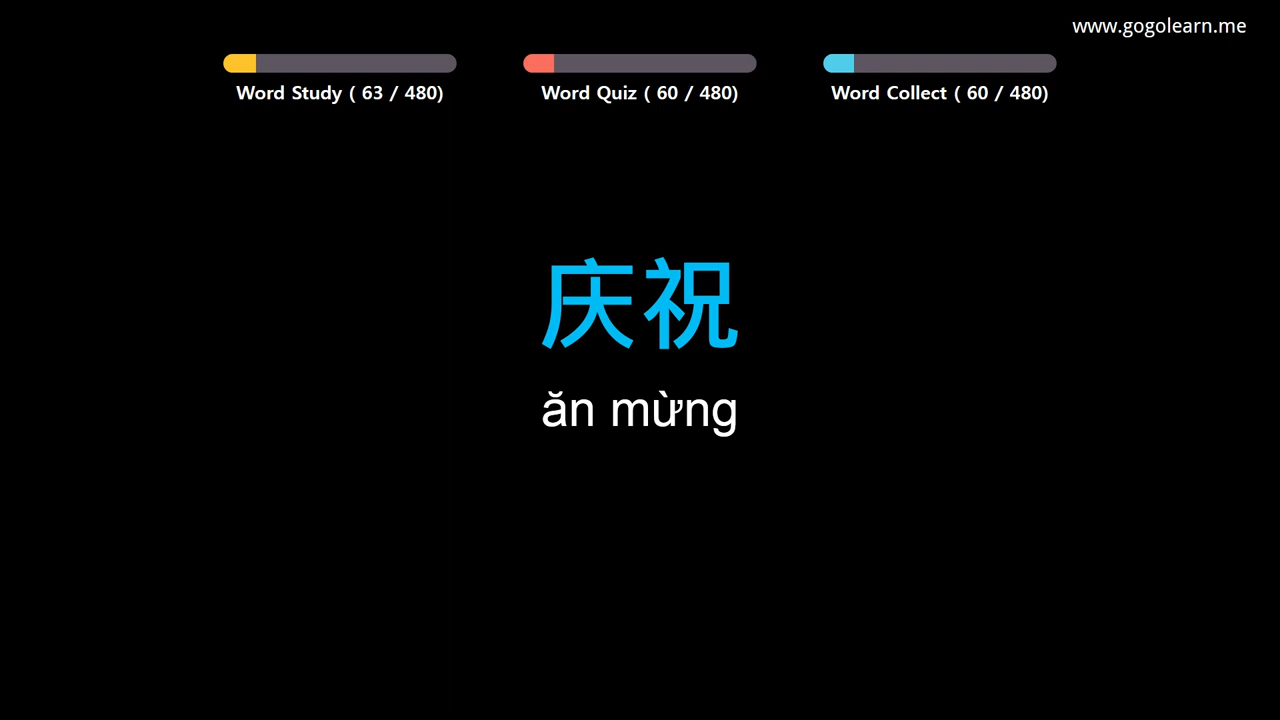 www.gogolearn.me
Word Study ( 63 / 480)
Word Quiz ( 60 / 480)
Word Collect ( 60 / 480)
庆祝
ăn mừng